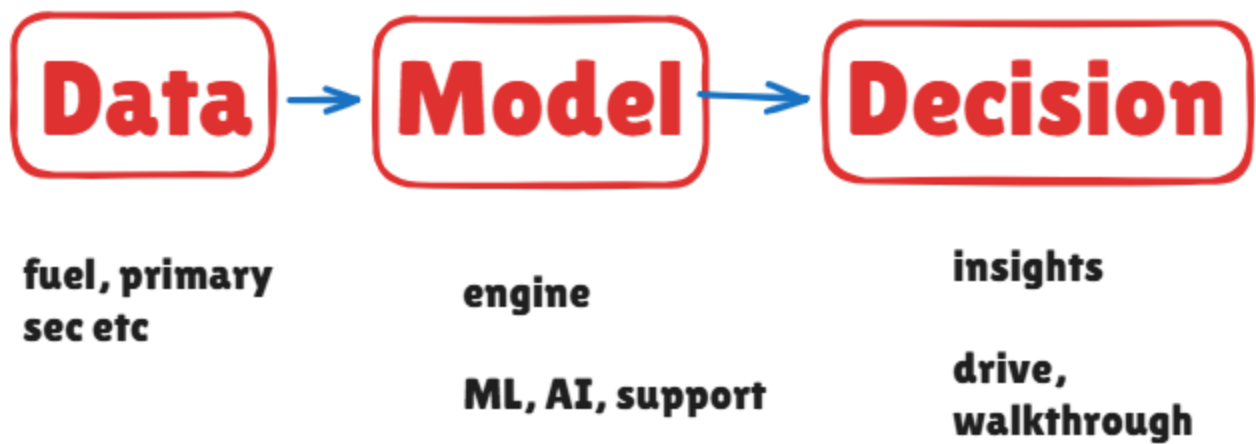 Data
Model
Decision
fuel, primary
sec etc
engine
ML, AI, support
insights
drive,
walkthrough